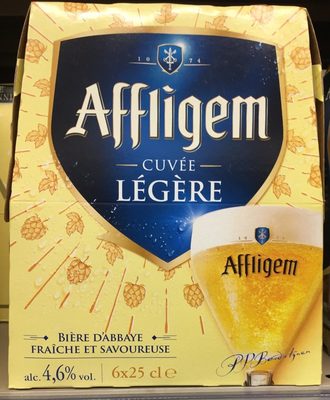 10 74
Affligem
CUVÉE
LÉGÈRE
Affligem
BIÈRE D'ABBAYE
FRAÎCHE ET SAVOUREUSE
alc. 4,6% vol. 6x25 cl ℮